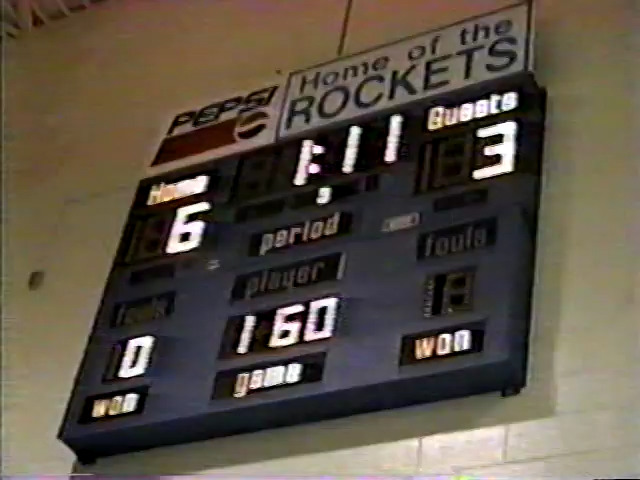 Home of the
ROCKETS
PEPSI
Home 1:11 Guests
6 3 3
period
fouls player fouls
0 160
won game won